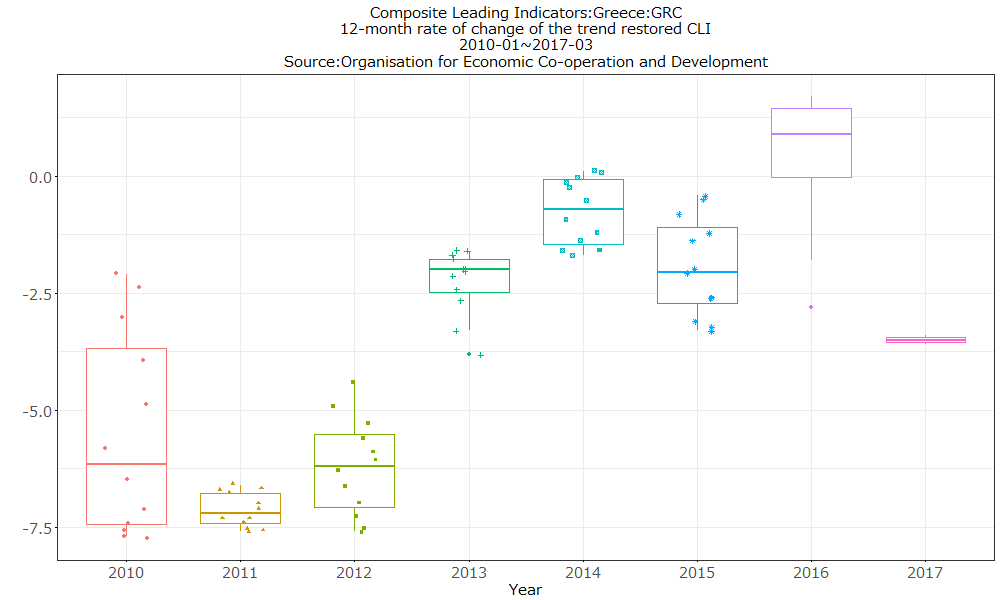 Composite Leading Indicators:Greece:GRC
12-month rate of change of the trend restored CLI
2010-01~2017-03
Source:Organisation for Economic Co-operation and Development
0.0
-2.5
-5.0
-7.5
2010 2011 2012 2013 2014 2015 2016 2017
Year